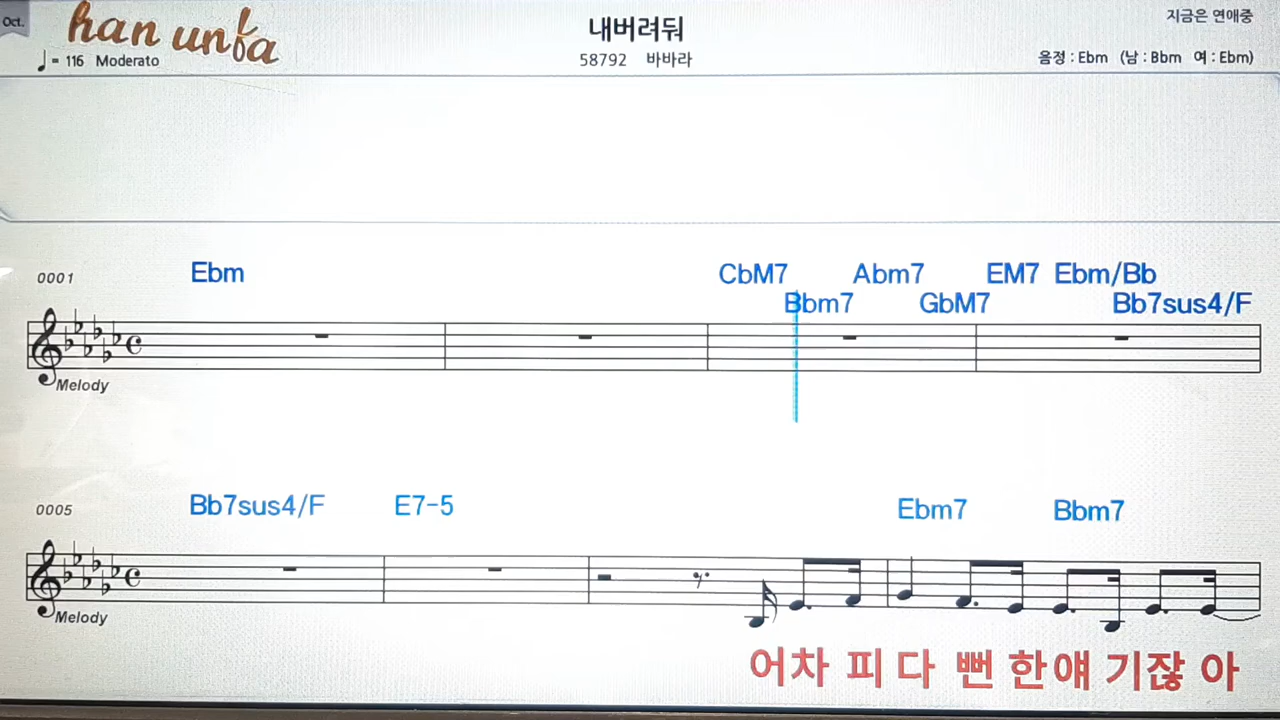 Oct.
han unfa
♩= 116 Moderato
내버려둬
58792 바바라
지금은 연애중
음정 : Ebm (남 : Bbm 여 : Ebm)
0001
Ebm CbM7 Abm7 EM7 Ebm/Bb
Bbm7 GbM7 Bb7sus4/F
Melody
0005
Bb7sus4/F E7-5 Ebm7 Bbm7
Melody
어차 피 다 뻔 한얘 기잖 아